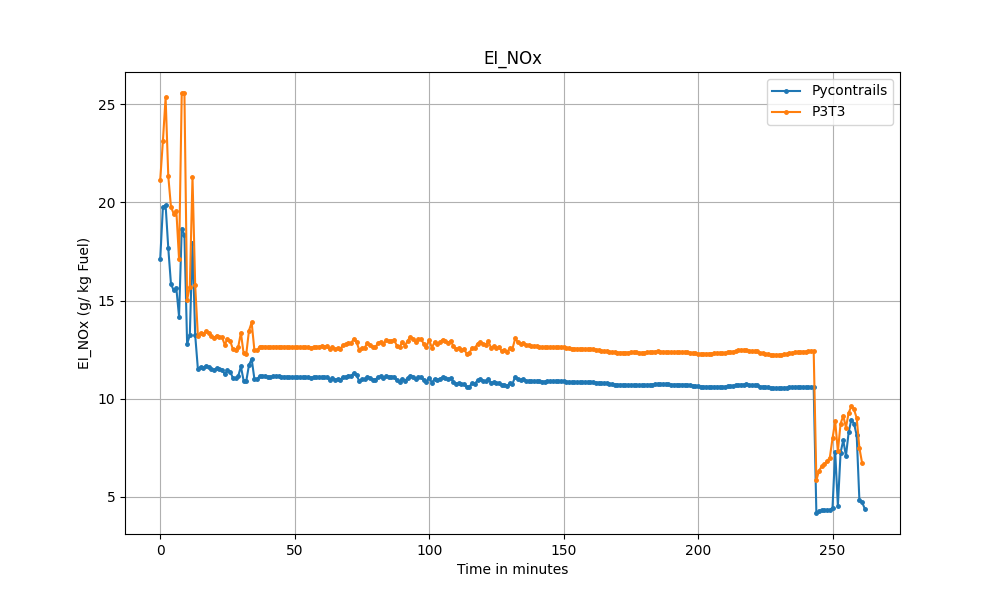 EI_NOx
Pycontrails
P3T3
EI_NOx (g/ kg Fuel)
25
20
15
10
5
0 50 100 150 200 250
Time in minutes